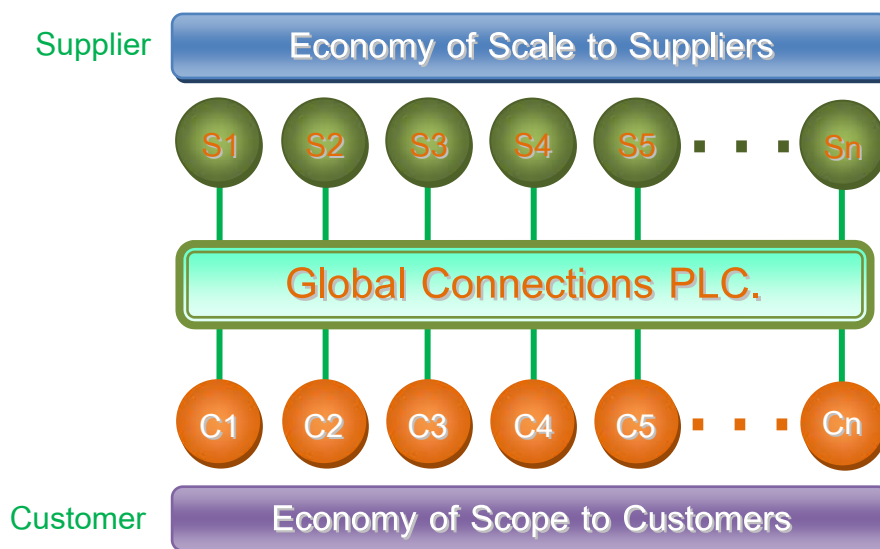 Supplier
Economy of Scale to Suppliers
S1 S2 S3 S4 S5 . . . Sn
Global Connections PLC.
C1 C2 C3 C4 C5 . . . Cn
Customer
Economy of Scope to Customers